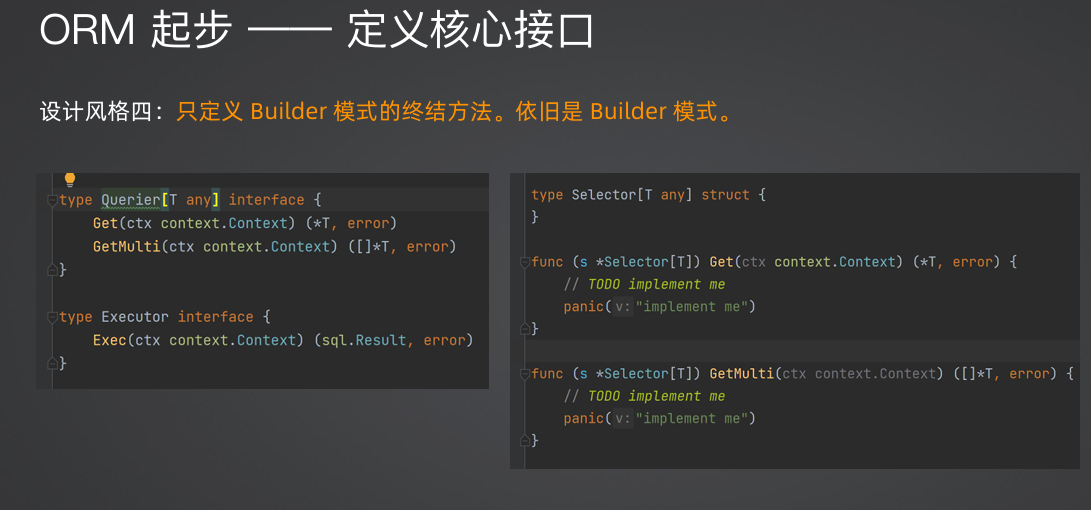 ORM 起步 —— 定义核心接口
设计风格四：只定义 Builder 模式的终结方法。依旧是 Builder 模式。
type Querier[T any] interface {
Get(ctx context.Context) (*T, error)
GetMulti(ctx context.Context) ([]*T, error)
}
type Executor interface {
Exec(ctx context.Context) (sql.Result, error)
}
type Selector[T any] struct {
}
func (s *Selector[T]) Get(ctx context.Context) (*T, error) {
// TODO implement me
panic( v: "implement me")
}
func (s *Selector[T]) GetMulti(ctx context.Context) ([]*T, error) {
// TODO implement me
panic( v: "implement me")
}